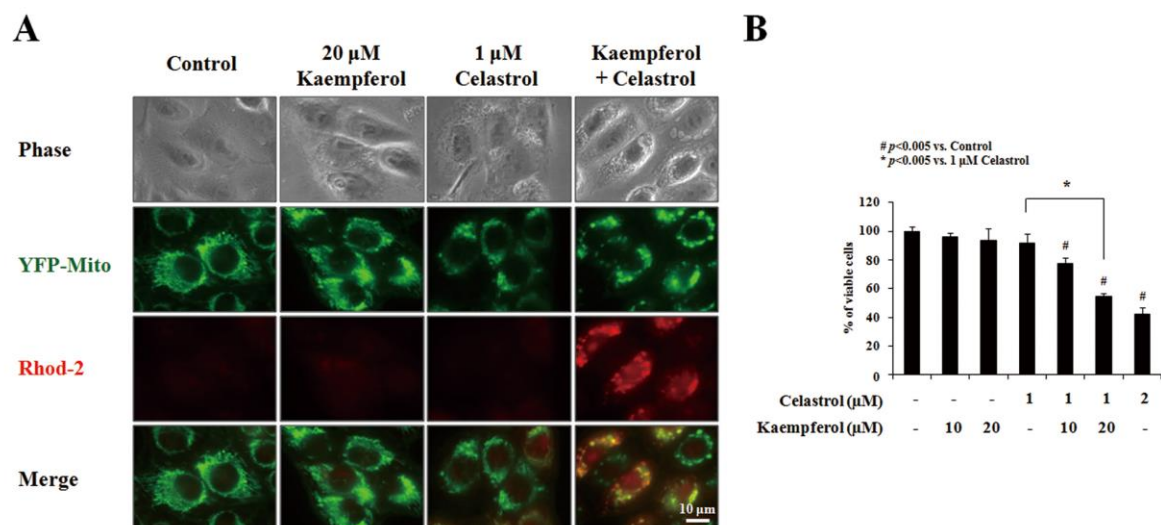 A
Control
20 µM
Kaempferol
1 µM
Celastrol
Kaempferol
+ Celastrol
Phase
YFP-Mito
Rhod-2
Merge
10 µm
B
# p<0.005 vs. Control
* p<0.005 vs. 1 µM Celastrol
*
120
100
80
60
40
20
0
% of viable cells
# # #
Celastrol (µM) - - - 1 1 1 2
Kaempferol (µM) - 10 20 - 10 20 -